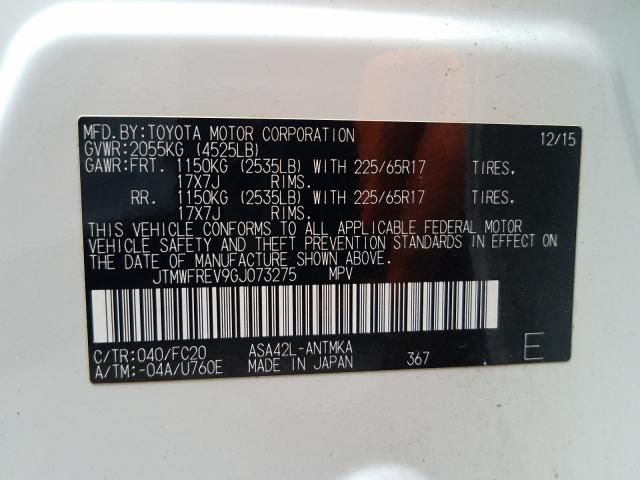 MFD.BY:TOYOTA MOTOR CORPORATION 12/15
GVWR:2055KG (4525LB)
GAWR:FRT. 1150KG (2535LB) WITH 225/65R17 TIRES,
17X7J RIMS.
RR. 1150KG (2535LB) WITH 225/65R17 TIRES,
17X7J RIMS.
THIS VEHICLE CONFORMS TO ALL APPLICABLE FEDERAL MOTOR
VEHICLE SAFETY AND THEFT PREVENTION STANDARDS IN EFFECT ON
THE DATE OF MANUFACTURE SHOWN ABOVE.
JTMWFREV9GJ073275 MPV
C/TR:040/FC20 ASA42L-ANTMKA
A/TM:-04A/U760E MADE IN JAPAN 367 E